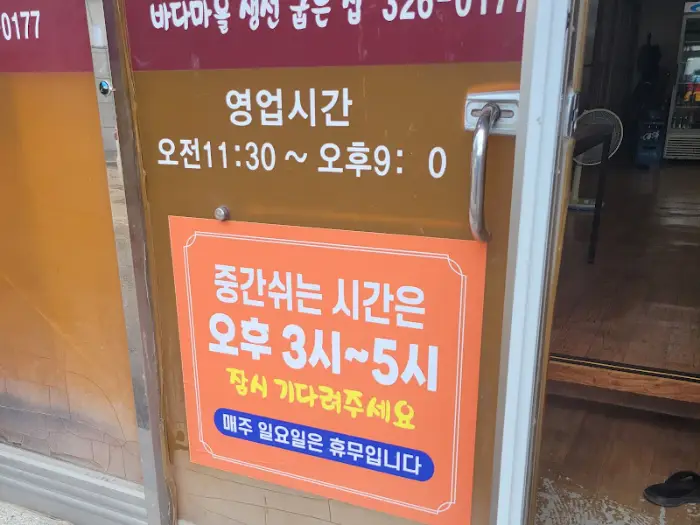 -0177
바다마을 생선 굽은 집 326-0177
영업시간
오전11:30 ~ 오후9: 0
중간쉬는 시간은
오후 3시~5시
잠시 기다려주세요
매주 일요일은 휴무입니다